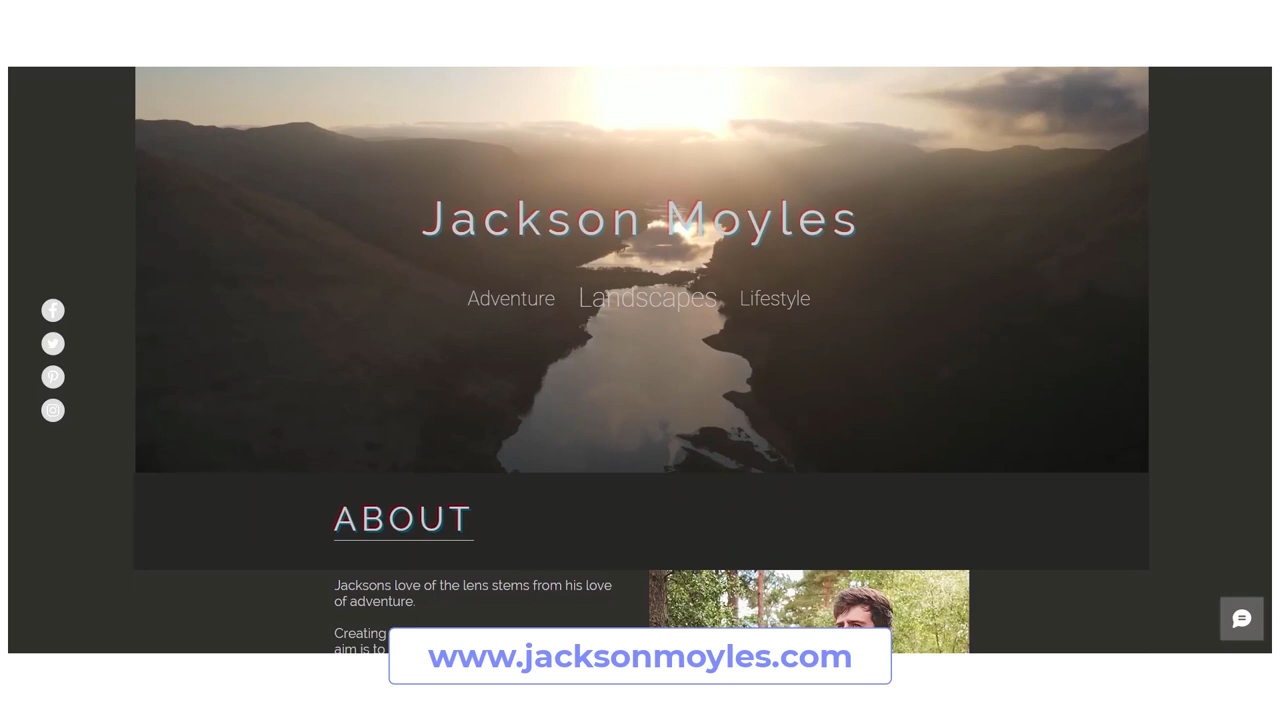 Jackson Moyles
Adventure Landscapes Lifestyle
ABOUT
Jacksons love of the lens stems from his love
of adventure.
Creating
aim is to
www.jacksonmoyles.com